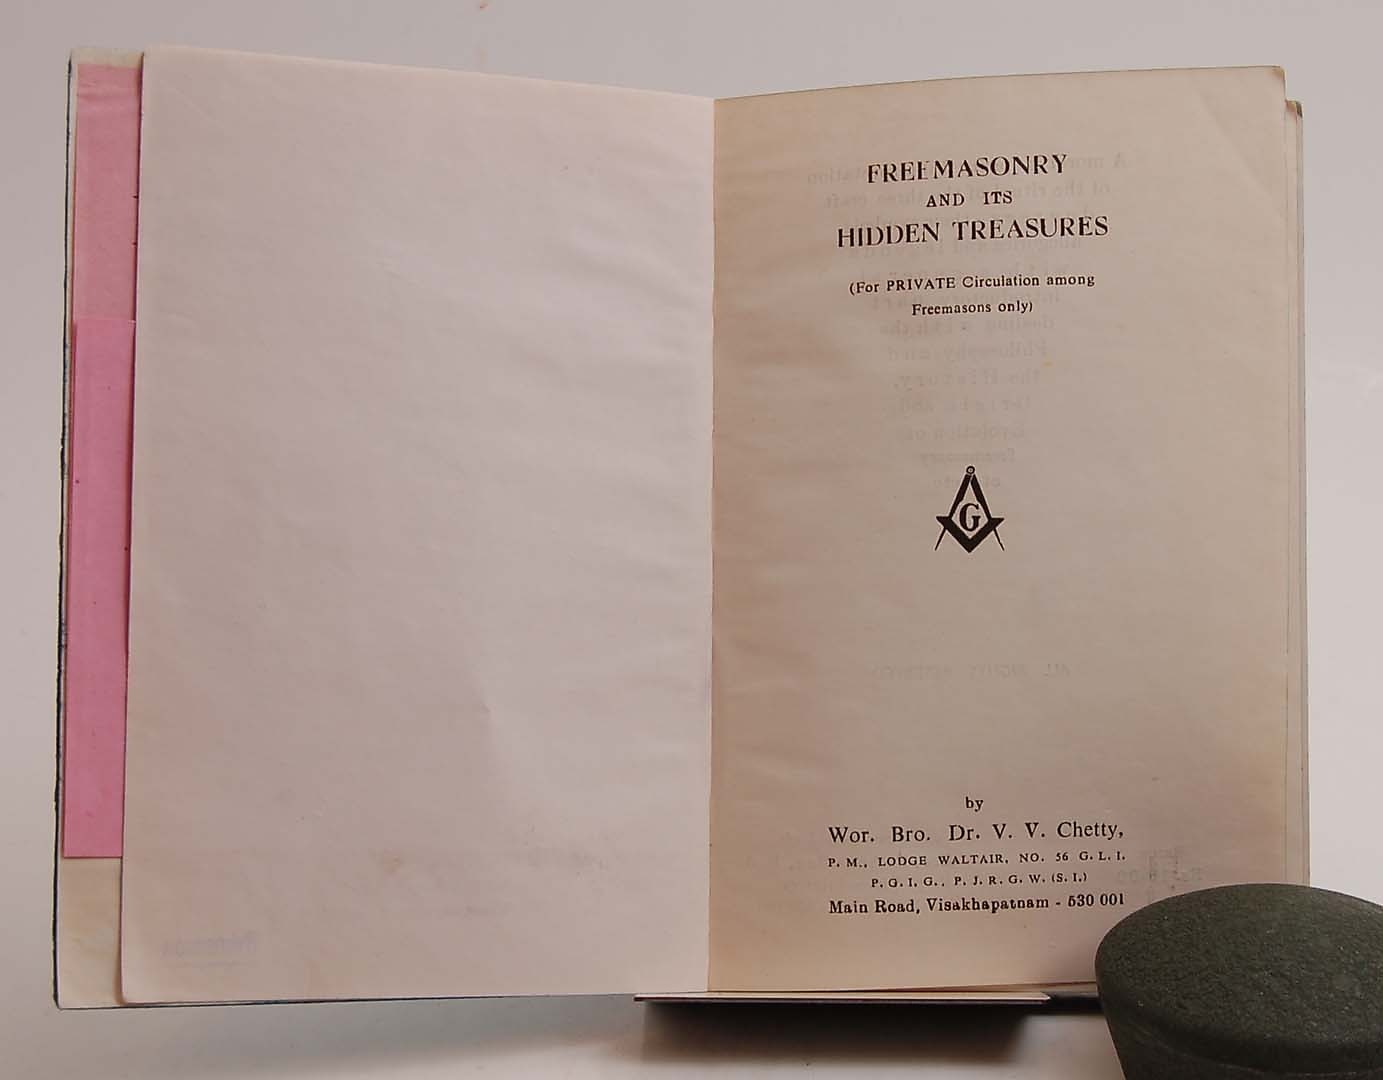 FREEMASONRY
AND ITS
HIDDEN TREASURES
(For PRIVATE Circulation among
Freemasons only)
G
by
Wor. Bro. Dr. V. V. Chetty,
P. M., LODGE WALTAIR, NO. 56 G. L. I.
P. G. I. G., P. J. R. G. W. (S. I.)
Main Road, Visakhapatnam - 530 001